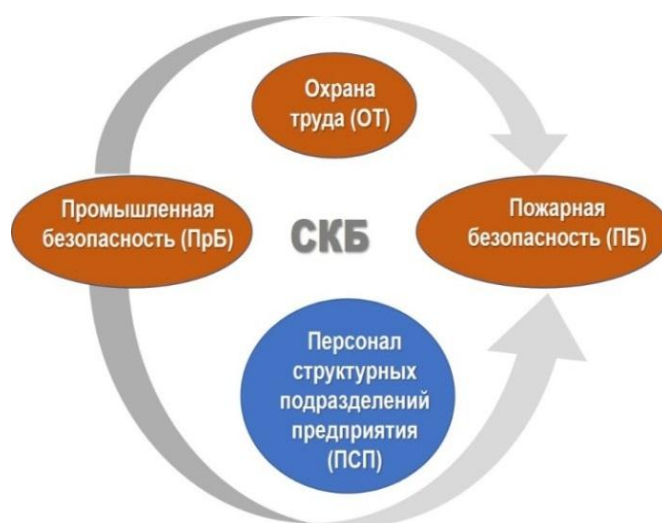 Охрана
труда (ОТ)
Промышленная
безопасность (ПрБ)
СКБ
Пожарная
безопасность (ПБ)
Персонал
структурных
подразделений
предприятия
(ПСП)